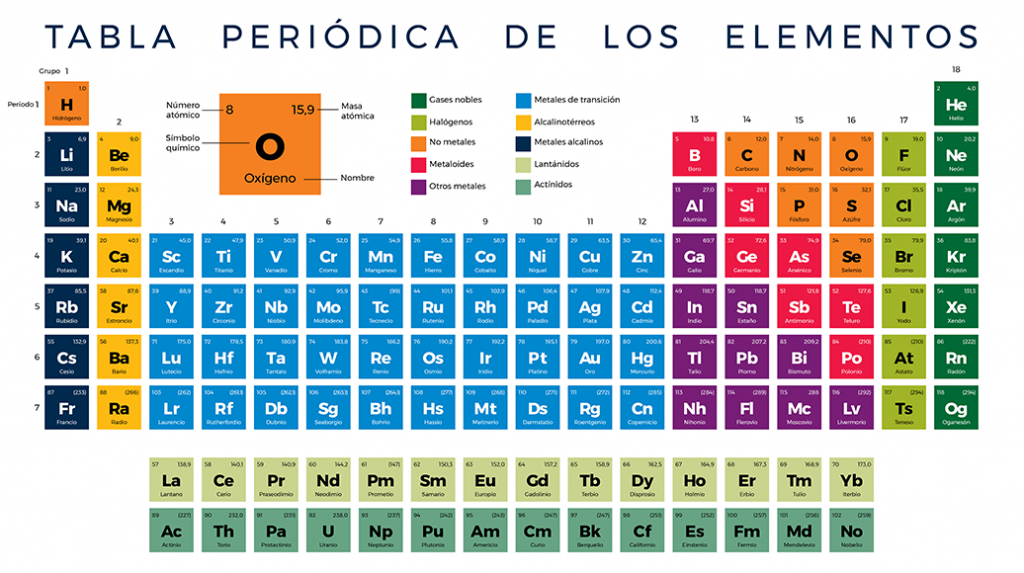 TABLA PERIÓDICA DE LOS ELEMENTOS
Grupo 1
18
Período 1
1 1,0
H
Hidrógeno
2 4,0
He
Helio
Número atómico
Símbolo químico
8 15,9
O
Oxígeno
Masa atómica
Nombre
Gases nobles
Halógenos
No metales
Metaloides
Otros metales
Metales de transición
Alcalinotérreos
Metales alcalinos
Lantánidos
Actínidos
2 13 14 15 16 17
2
3 6,9 4 9,0 5 10,8 6 12,0 7 14,0 8 15,9 9 17,0 10 20,2
Li Be B C N O F Ne
Litio Berilio Boro Carbono Nitrógeno Oxígeno Flúor Neón
3
11 23,0 12 24,3 13 27,0 14 28,1 15 31,0 16 32,1 17 35,5 18 39,9
Na Mg Al Si P S Cl Ar
Sodio Magnesio Alumino Silicio Fósforo Azúfre Cloro Argón
3 4 5 6 7 8 9 10 11 12
4
19 39,1 20 40,1 21 45,0 22 47,9 23 50,9 24 52,0 25 54,9 26 55,8 27 58,9 28 58,7 29 63,5 30 65,4 31 69,7 32 72,6 33 74,9 34 79,0 35 79,9 36 83,8
K Ca Sc Ti V Cr Mn Fe Co Ni Cu Zn Ga Ge As Se Br Kr
Potasio Calcio Escandio Titanio Vanadio Cromo Manganeso Hierro Cobalto Niquel Cobre Zinc Galio Germanio Arsénico Selenio Bromo Kriptón
5
37 85,5 38 87,6 39 88,9 40 91,2 41 92,9 42 95,9 43 (99) 44 101,1 45 102,9 46 106,4 47 107,9 48 112,4 49 118,7 50 118,7 51 121,8 52 127,6 53 126,9 54 131,3
Rb Sr Y Zr Nb Mo Tc Ru Rh Pd Ag Cd In Sn Sb Te I Xe
Rubidio Estroncio Itrio Circonio Niobio Molibdeno Tecnecio Rutenio Rodio Paladio Plata Cadmio Indio Estaño Antimonio Teluro Yodo Xenón
6
55 132,9 56 137,3 71 175,0 72 178,5 73 180,9 74 183,8 75 186,2 76 190,2 77 192,2 78 195,1 79 197,0 80 200,6 81 204,4 82 207,2 83 209,2 84 (210) 85 (210) 86 (222)
Cs Ba Lu Hf Ta W Re Os Ir Pt Au Hg Tl Pb Bi Po At Rn
Cesio Bario Lutecio Hafnio Tantalo Wolframio Renio Osmio Iridio Platino Oro Mercurio Talio Plomo Bismuto Polonio Astato Radón
7
87 (233) 88 (266) 103 (262) 104 (261,1) 105 (262,1) 106 (263,1) 107 (264,1) 108 (277) 109 (268) 110 (271) 111 (272) 112 (285) 113 (284) 114 (289) 115 (288) 116 (292) 117 (294) 118 (294)
Fr Ra Lr Rf Db Sg Bh Hs Mt Ds Rg Cn Nh Fl Mc Lv Ts Og
Francio Radio Laurencio Rutherfordio Dubnio Seaborgio Bohrio Hassio Meitnerio Darmstatio Roentgenio Copernicio Nihonio Flerovio Moscovio Livermorio Teneso Oganesón
57 138,9 58 140,1 59 140,9 60 144,2 61 (147) 62 150,3 63 152,0 64 157,2 65 158,9 66 162,5 67 164,9 68 167,3 69 168,9 70 173,0
La Ce Pr Nd Pm Sm Eu Gd Tb Dy Ho Er Tm Yb
Lantano Cerio Praseodimio Neodimio Prometio Samario Europio Gadolinio Terbio Disprosio Holmio Erbio Tulio Iterbio
89 (227) 90 232,0 91 (231) 92 238,0 93 (237) 94 (242) 95 (243) 96 (247) 97 (247) 98 (251) 99 (252) 100 (257) 101 (256) 102 (259)
Ac Th Pa U Np Pu Am Cm Bk Cf Es Fm Md No
Actinio Torio Protactinio Uranio Neptunio Plutonio Americio Curio Berquelio Californio Einstenio Fermio Mendelevio Nobelio